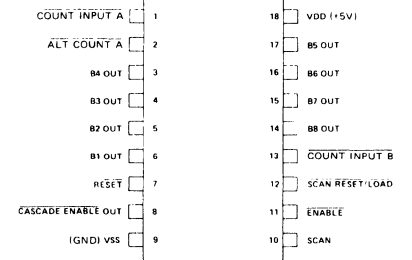 COUNT INPUT A 1 18 VDD (+5V)
ALT COUNT A 2 17 B5 OUT
B4 OUT 3 16 B6 OUT
B3 OUT 4 15 B7 OUT
B2 OUT 5 14 B8 OUT
B1 OUT 6 13 COUNT INPUT B
RESET 7 12 SCAN RESET/LOAD
CASCADE ENABLE OUT 8 11 ENABLE
(GND) VSS 9 10 SCAN